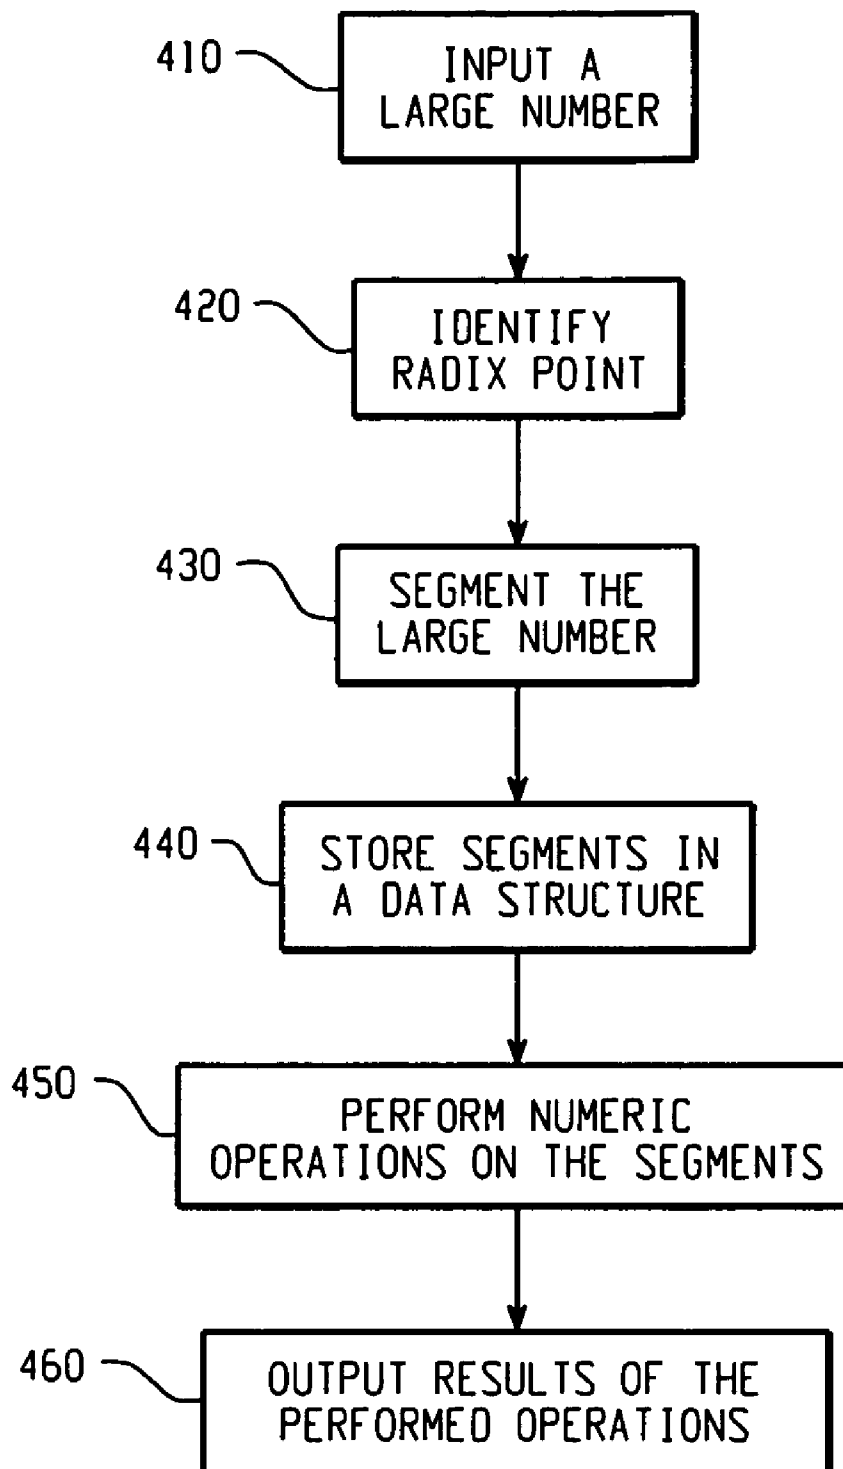 410
INPUT A
LARGE NUMBER
420
IDENTIFY
RADIX POINT
430
SEGMENT THE
LARGE NUMBER
440
STORE SEGMENTS IN
A DATA STRUCTURE
450
PERFORM NUMERIC
OPERATIONS ON THE SEGMENTS
460
OUTPUT RESULTS OF THE
PERFORMED OPERATIONS